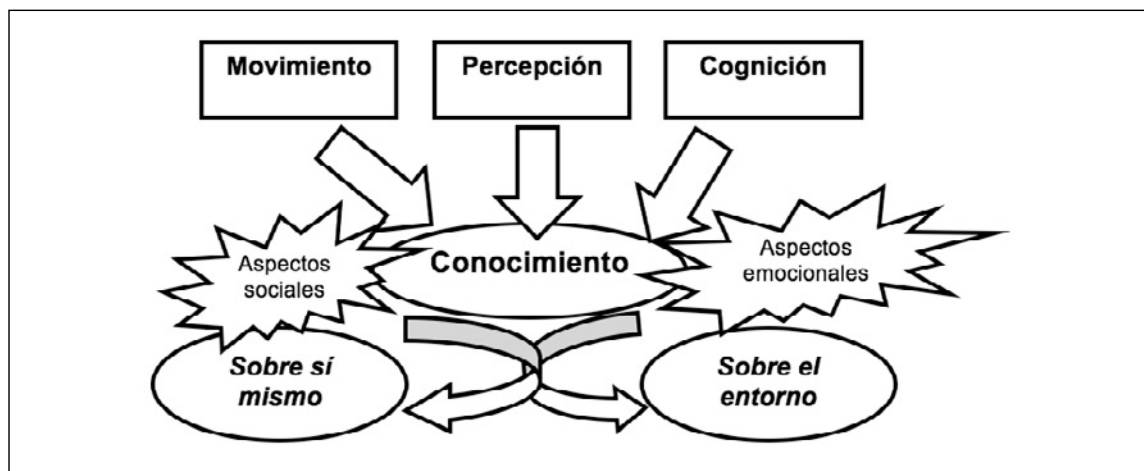 Movimiento
Percepción
Cognición
Conocimiento
Aspectos
sociales
Aspectos
emocionales
Sobre sí
mismo
Sobre el
entorno